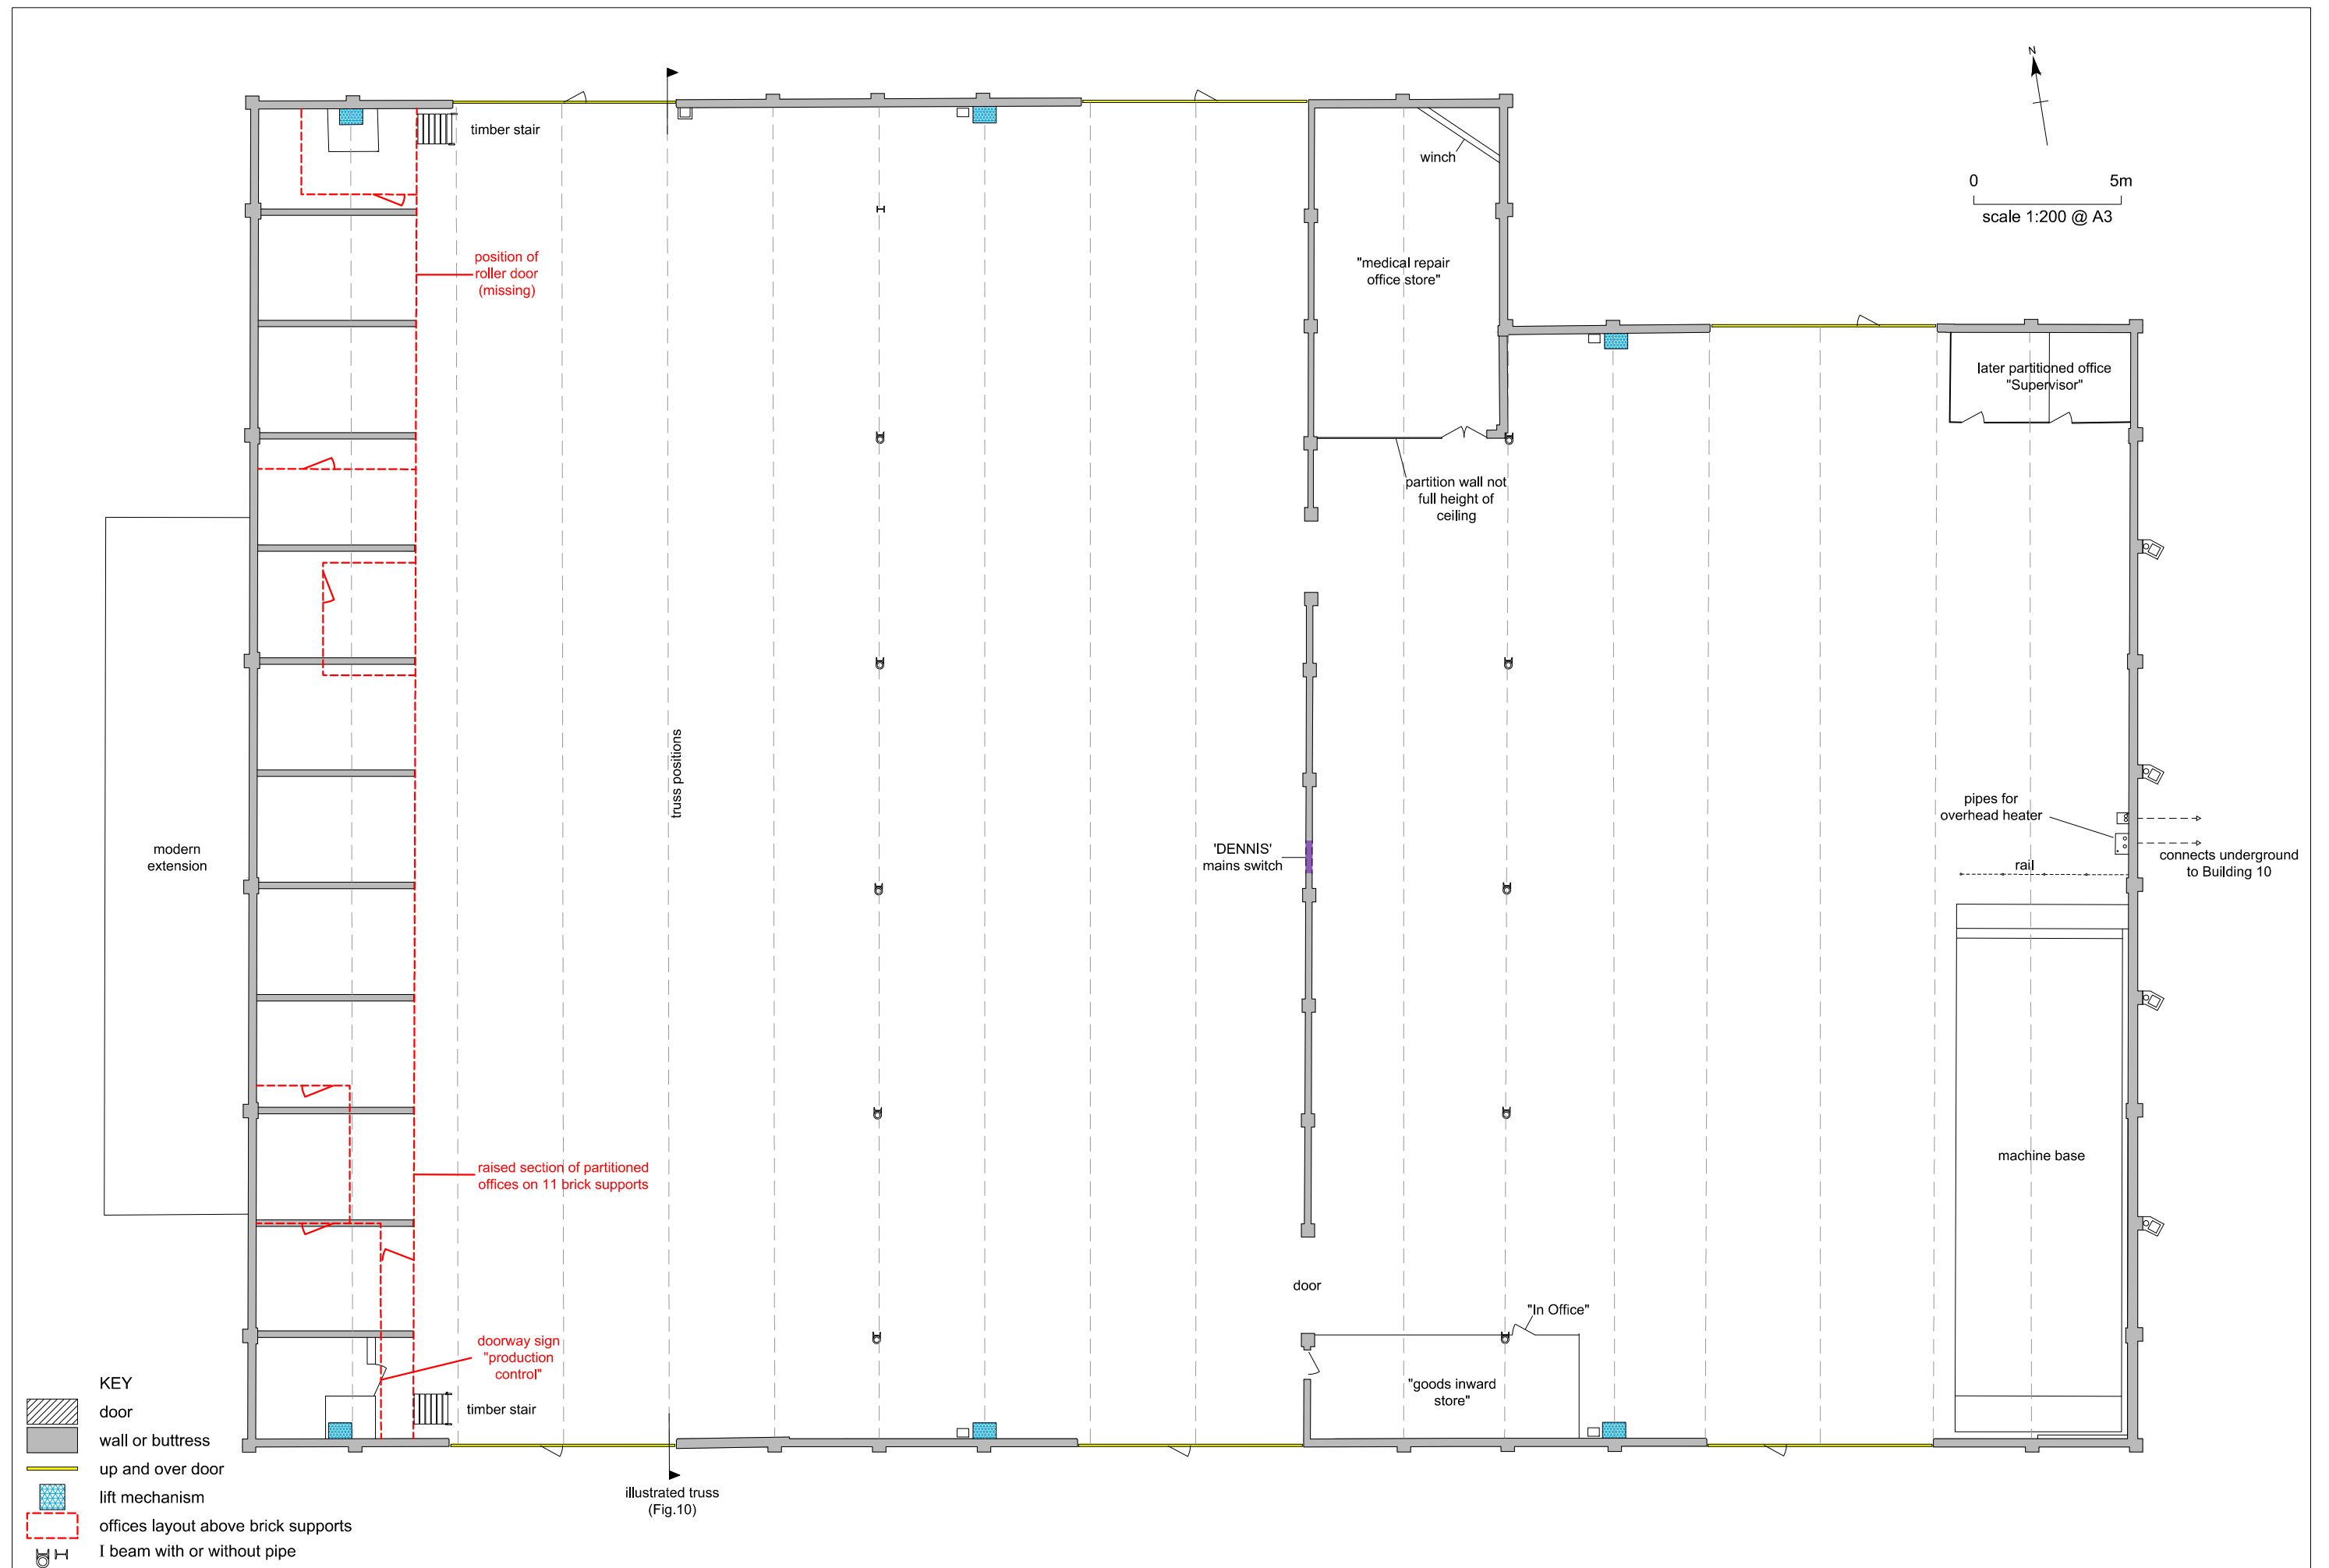 N
0 5m
scale 1:200 @ A3
timber stair
winch
"medical repair
office store"
position of
roller door
(missing)
later partitioned office
"Supervisor"
partition wall not
full height of
ceiling
truss positions
modern
extension
'DENNIS'
mains switch
pipes for
overhead heater
rail
connects underground
to Building 10
machine base
raised section of partitioned
offices on 11 brick supports
door
"In Office"
doorway sign
"production
control"
"goods inward
store"
timber stair
illustrated truss
(Fig.10)
KEY
door
wall or buttress
up and over door
lift mechanism
offices layout above brick supports
I beam with or without pipe